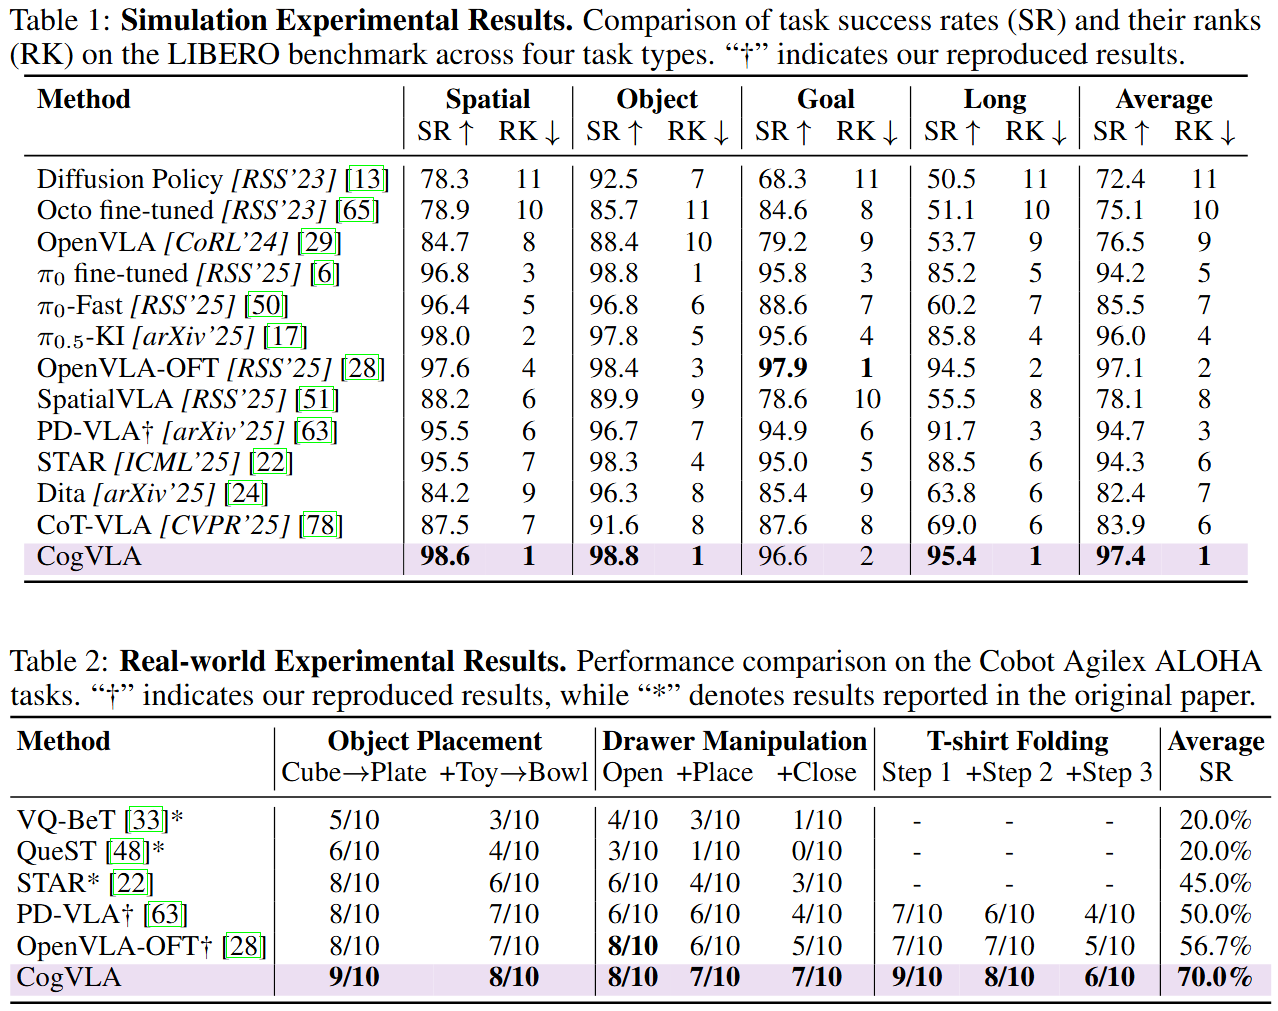 Table 1: Simulation Experimental Results. Comparison of task success rates (SR) and their ranks
(RK) on the LIBERO benchmark across four task types. “†” indicates our reproduced results.
Method Spatial Object Goal Long Average
SR ↑ RK ↓ SR ↑ RK ↓ SR ↑ RK ↓ SR ↑ RK ↓ SR ↑ RK ↓
Diffusion Policy [RSS’23] [13] 78.3 11 92.5 7 68.3 11 50.5 11 72.4 11
Octo fine-tuned [RSS’23] [65] 78.9 10 85.7 11 84.6 8 51.1 10 75.1 10
OpenVLA [CoRL’24] [29] 84.7 8 88.4 10 79.2 9 53.7 9 76.5 9
π0 fine-tuned [RSS’25] [6] 96.8 3 98.8 1 95.8 3 85.2 5 94.2 5
π0-Fast [RSS’25] [50] 96.4 5 96.8 6 88.6 7 60.2 7 85.5 7
π0.5-KI [arXiv’25] [17] 98.0 2 97.8 5 95.6 4 85.8 4 96.0 4
OpenVLA-OFT [RSS’25] [28] 97.6 4 98.4 3 97.9 1 94.5 2 97.1 2
SpatialVLA [RSS’25] [51] 88.2 6 89.9 9 78.6 10 55.5 8 78.1 8
PD-VLA† [arXiv’25] [63] 95.5 6 96.7 7 94.9 6 91.7 3 94.7 3
STAR [ICML’25] [22] 95.5 7 98.3 4 95.0 5 88.5 6 94.3 6
Dita [arXiv’25] [24] 84.2 9 96.3 8 85.4 9 63.8 6 82.4 7
CoT-VLA [CVPR’25] [78] 87.5 7 91.6 8 87.6 8 69.0 6 83.9 6
CogVLA 98.6 1 98.8 1 96.6 2 95.4 1 97.4 1
Table 2: Real-world Experimental Results. Performance comparison on the Cobot Agilex ALOHA
tasks. “†” indicates our reproduced results, while “*” denotes results reported in the original paper.
Method Object Placement Drawer Manipulation T-shirt Folding Average
Cube→Plate +Toy→Bowl Open +Place +Close Step 1 +Step 2 +Step 3 SR
VQ-BeT [33]* 5/10 3/10 4/10 3/10 1/10 - - - 20.0%
QueST [48]* 6/10 4/10 3/10 1/10 0/10 - - - 20.0%
STAR* [22] 8/10 6/10 6/10 4/10 3/10 - - - 45.0%
PD-VLA† [63] 8/10 7/10 6/10 6/10 4/10 7/10 6/10 4/10 50.0%
OpenVLA-OFT† [28] 8/10 7/10 8/10 6/10 5/10 7/10 7/10 5/10 56.7%
CogVLA 9/10 8/10 8/10 7/10 7/10 9/10 8/10 6/10 70.0%